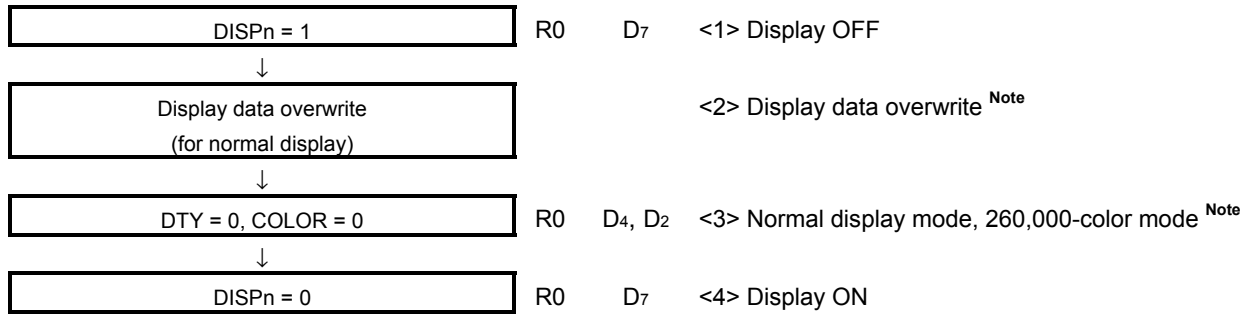 DISPn = 1 R0 D7 <1> Display OFF
↓
Display data overwrite <2> Display data overwrite Note
(for normal display)
↓
DTY = 0, COLOR = 0 R0 D4, D2 <3> Normal display mode, 260,000-color mode Note
↓
DISPn = 0 R0 D7 <4> Display ON